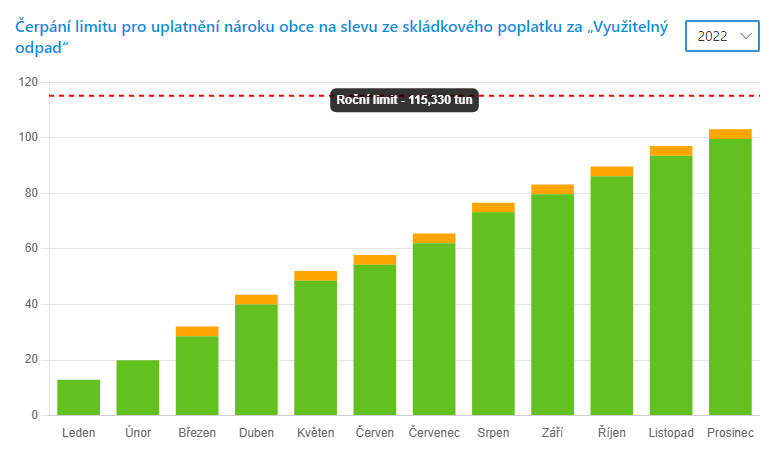 Čerpání limitu pro uplatnění nároku obce na slevu ze skládkového poplatku za „Využitelný
odpad“
2022
120
Roční limit - 115,330 tun
100
80
60
40
20
0
Leden Únor Březen Duben Květen Červen Červenec Srpen Září Říjen Listopad Prosinec